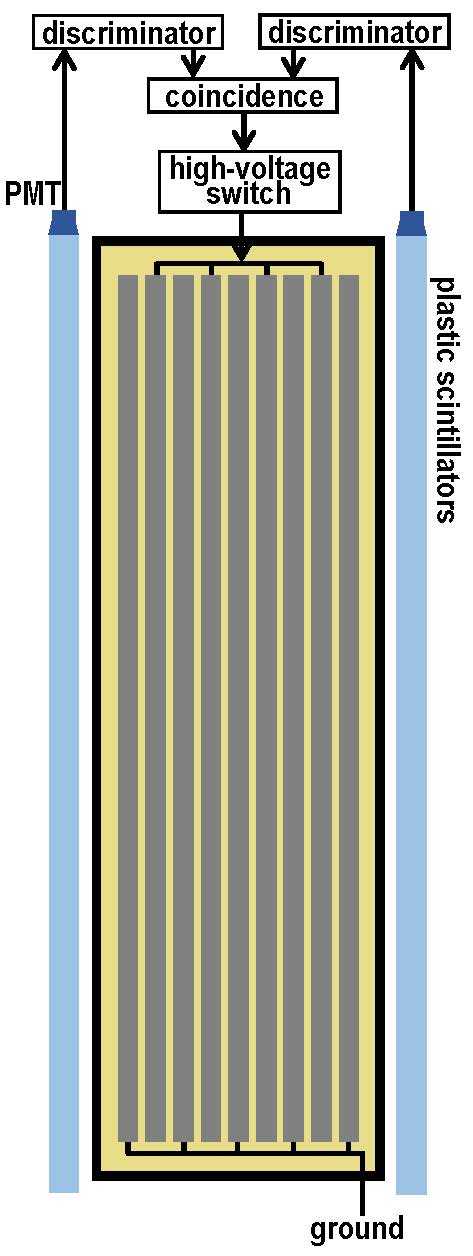 discriminator
discriminator
coincidence
high-voltage
switch
PMT
plastic scintillators
ground